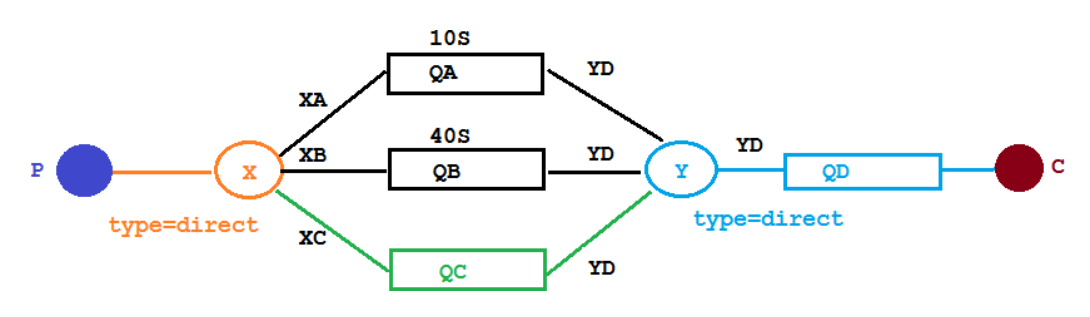 10S
QA
YD
XA
40S
P
X
XB
QB
YD
Y
YD
QD
C
type=direct
type=direct
XC
QC
YD